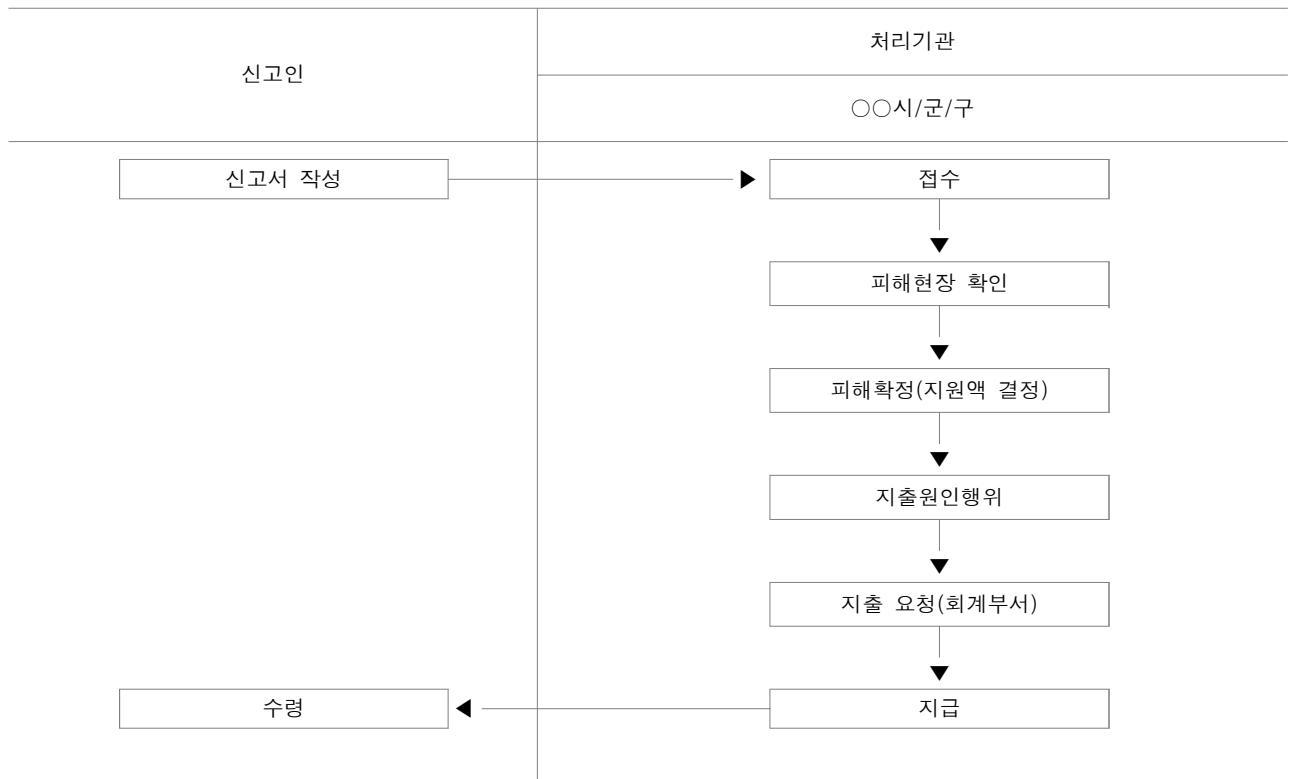 신고인
처리기관
○○시/군/구
신고서 작성
접수
피해현장 확인
피해확정(지원액 결정)
지출원인행위
지출 요청(회계부서)
수령
지급